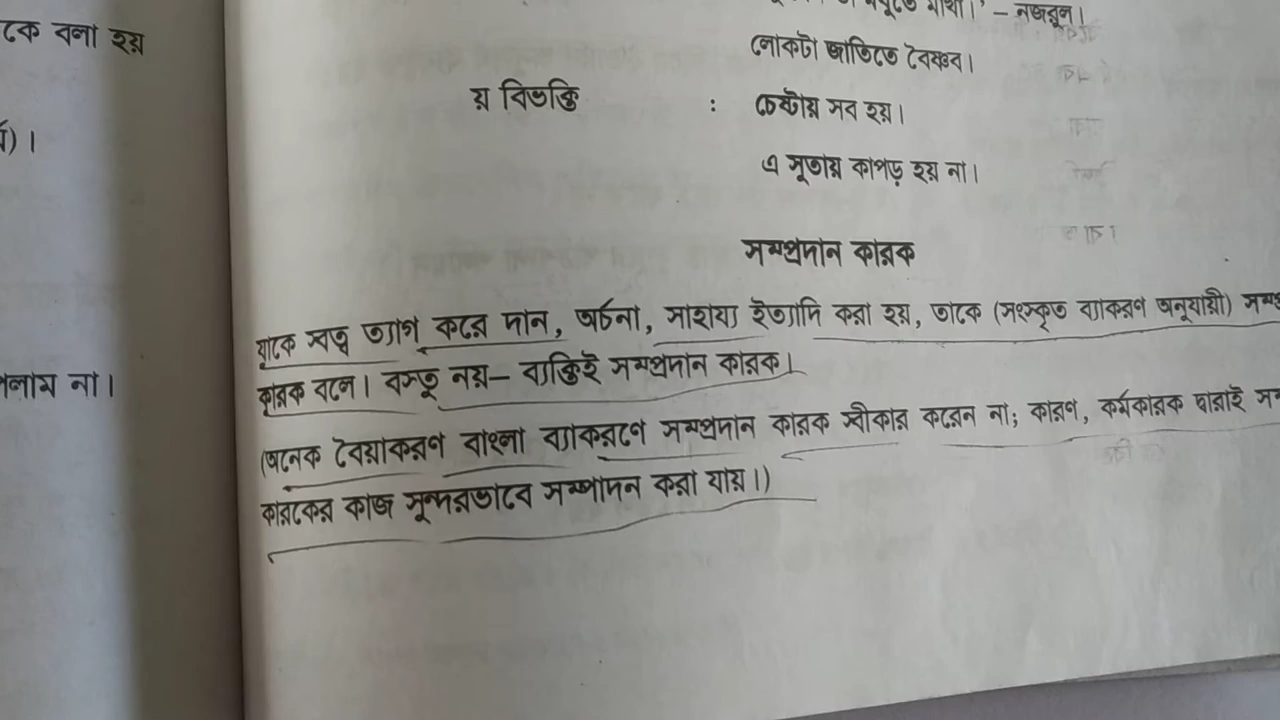 কে বলা হয়
লাম না।
মাথা।' – নজরুল।
লোকটা জাতিতে বৈষ্ণব।
য় বিভক্তি : চেষ্টায় সব হয়।
এ সুতায় কাপড় হয় না।
সম্প্রদান কারক
যাকে স্বত্ব ত্যাগ করে দান, অর্চনা, সাহায্য ইত্যাদি করা হয়, তাকে (সংস্কৃত ব্যাকরণ অনুযায়ী)
কারক বলে। বস্তু নয়– ব্যক্তিই সম্প্রদান কারক।
(অনেক বৈয়াকরণ বাংলা ব্যাকরণে সম্প্রদান কারক স্বীকার করেন না; কারণ, কর্মকারক দ্বারাই
কারকের কাজ সুন্দরভাবে সম্পাদন করা যায়।)